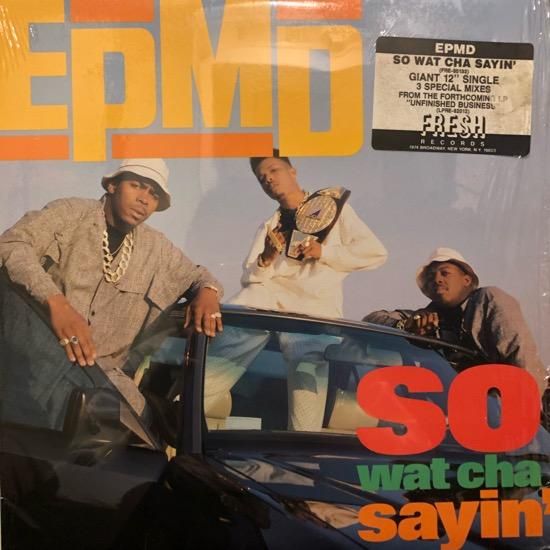 EPMD
EPMD
SO WAT CHA SAYIN'
(FRE-80133)
GIANT 12" SINGLE
3 SPECIAL MIXES
FROM THE FORTHCOMING LP
"UNFINISHED BUSINESS"
(LPRE-82012)
FRESH
RECORDS
1974 BROADWAY, NEW YORK, N.Y. 10023
SO
wat cha
sayin'